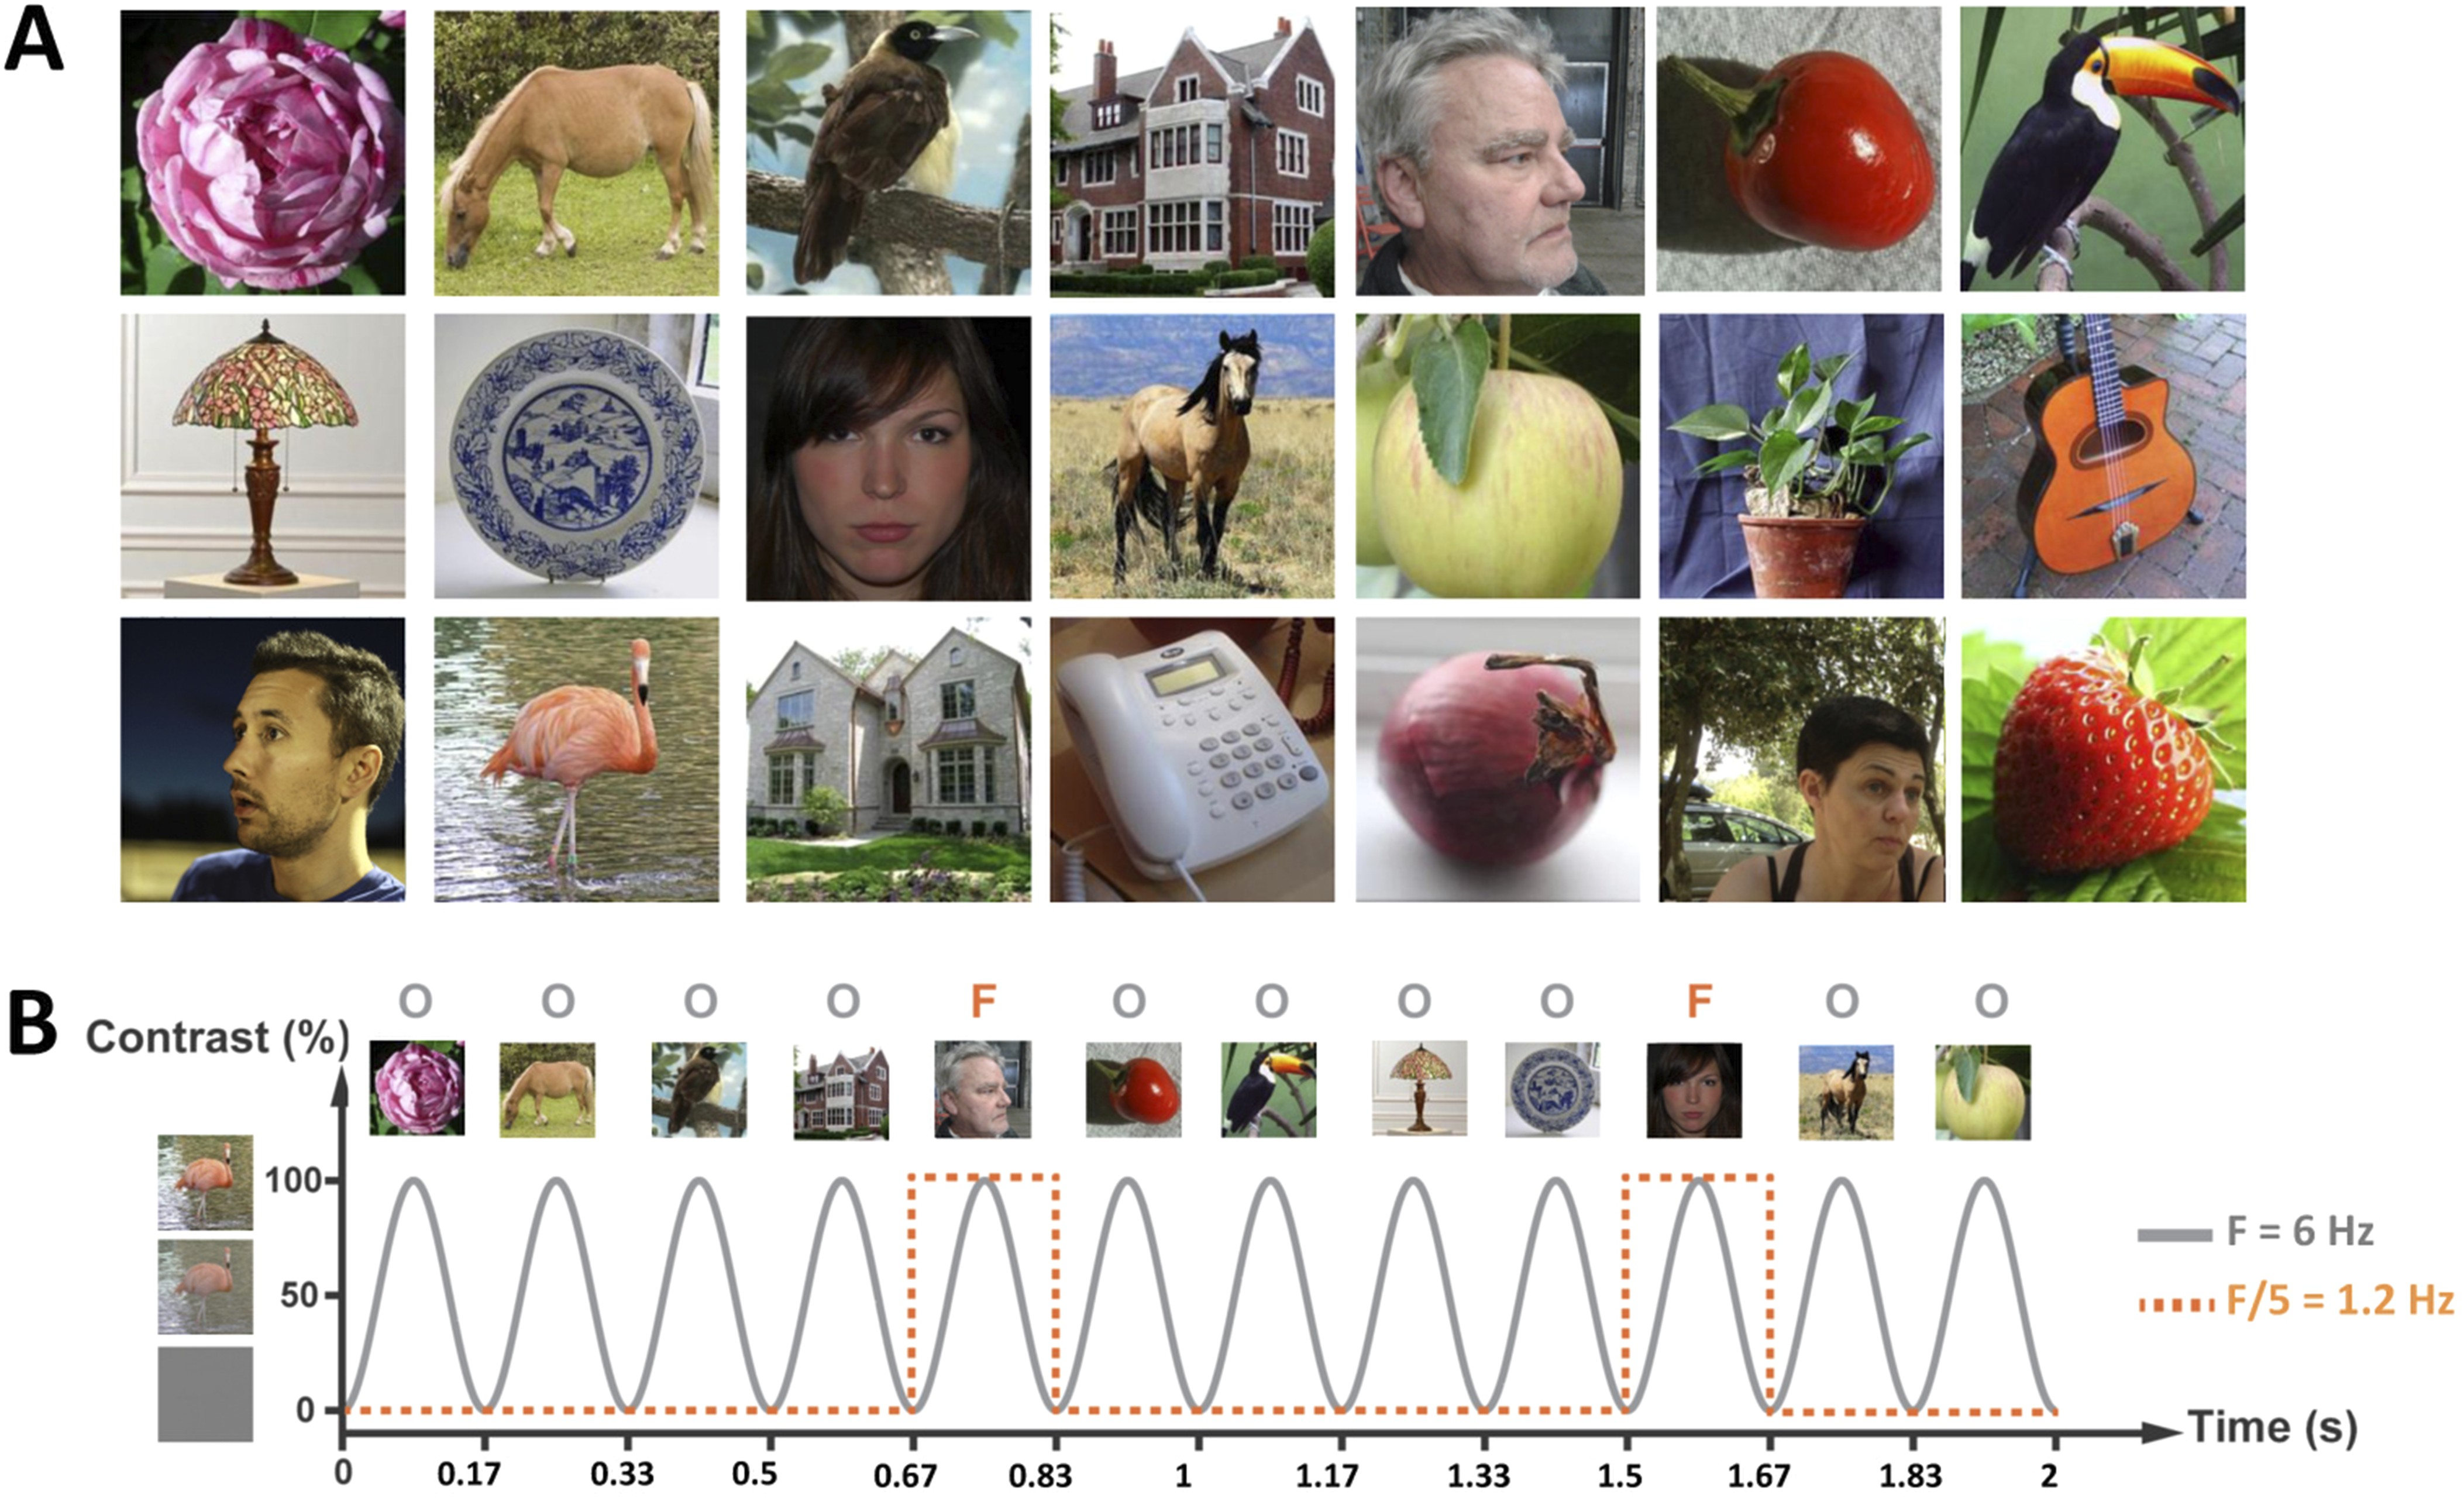 A
B
O O O O F O O O O F O O
Contrast (%)
100
50
0
F = 6 Hz
F/5 = 1.2 Hz
Time (s)
0 0.17 0.33 0.5 0.67 0.83 1 1.17 1.33 1.5 1.67 1.83 2